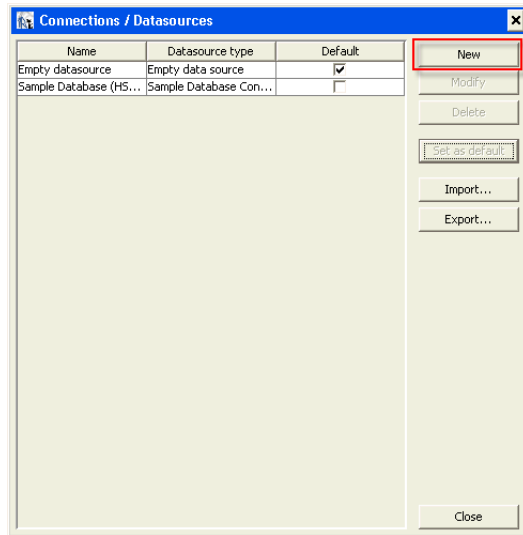 Connections / Datasources
Name Datasource type Default
Empty datasource Empty data source
Sample Database (HS... Sample Database Con...
New
Modify
Delete
Set as default
Import...
Export...
Close